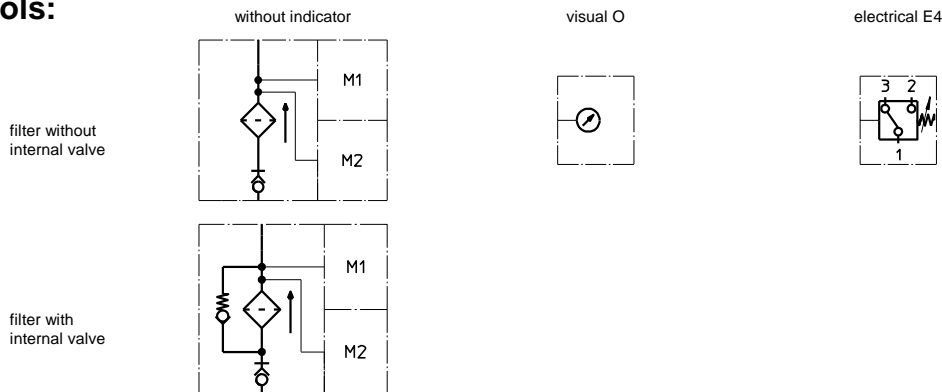 ols:
without indicator
visual O
electrical E4
filter without
internal valve
M1
M2
3 2
1
filter with
internal valve
M1
M2